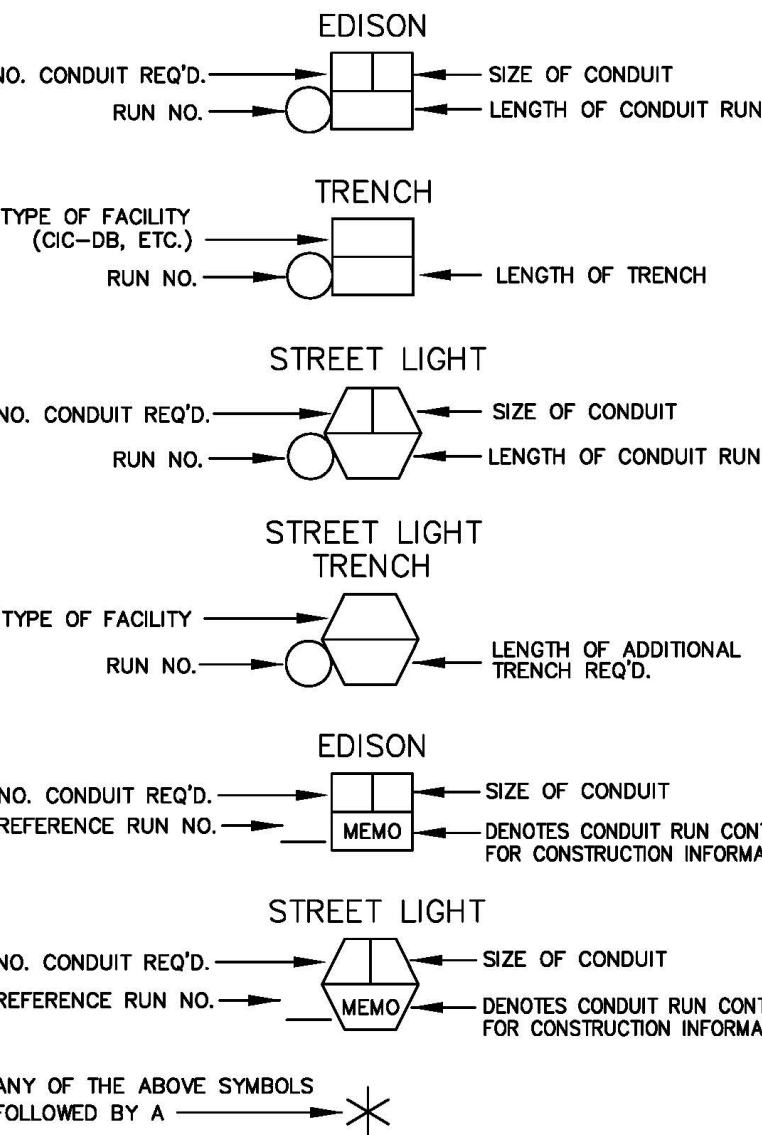 EDISON
NO. CONDUIT REQ'D.
SIZE OF CONDUIT
RUN NO.
LENGTH OF CONDUIT RUN
TRENCH
TYPE OF FACILITY
(CIC-DB, ETC.)
RUN NO.
LENGTH OF TRENCH
STREET LIGHT
NO. CONDUIT REQ'D.
SIZE OF CONDUIT
RUN NO.
LENGTH OF CONDUIT RUN
STREET LIGHT
TRENCH
TYPE OF FACILITY
RUN NO.
LENGTH OF ADDITIONAL
TRENCH REQ'D.
EDISON
NO. CONDUIT REQ'D.
SIZE OF CONDUIT
REFERENCE RUN NO.
MEMO
DENOTES CONDUIT RUN CONT
FOR CONSTRUCTION INFORMA
STREET LIGHT
NO. CONDUIT REQ'D.
SIZE OF CONDUIT
REFERENCE RUN NO.
MEMO
DENOTES CONDUIT RUN CONT
FOR CONSTRUCTION INFORMA
ANY OF THE ABOVE SYMBOLS
FOLLOWED BY A